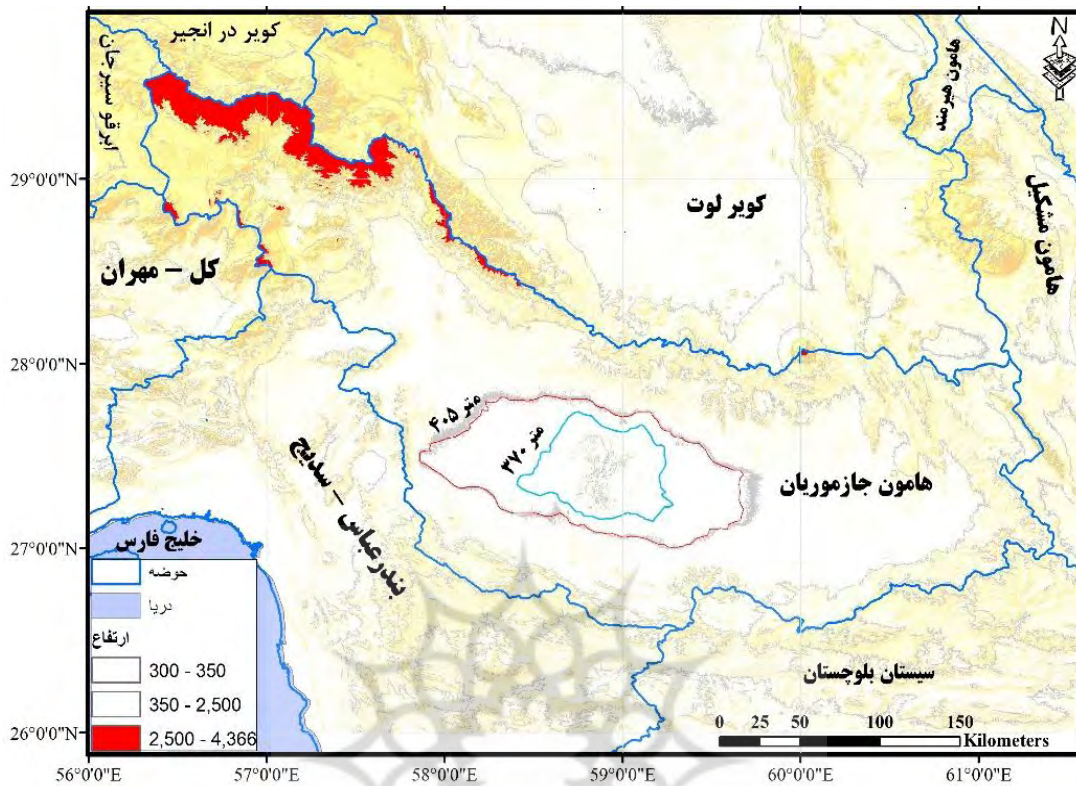 کویر در انجیر
N
هامون هیرمند
ابرقو سیرجان
29°0'0"N
کویر لوت
هامون مشکیل
کل – مهران
28°0'0"N
۴۰۵ متر
۳۷۰ متر
هامون جازموریان
بندرعباس – سدیج
27°0'0"N
خلیج فارس
حوضه
دریا
ارتفاع
300 - 350
350 - 2,500
2,500 - 4,366
سیستان بلوچستان
0 25 50 100 150
Kilometers
26°0'0"N
56°0'0"E 57°0'0"E 58°0'0"E 59°0'0"E 60°0'0"E 61°0'0"E